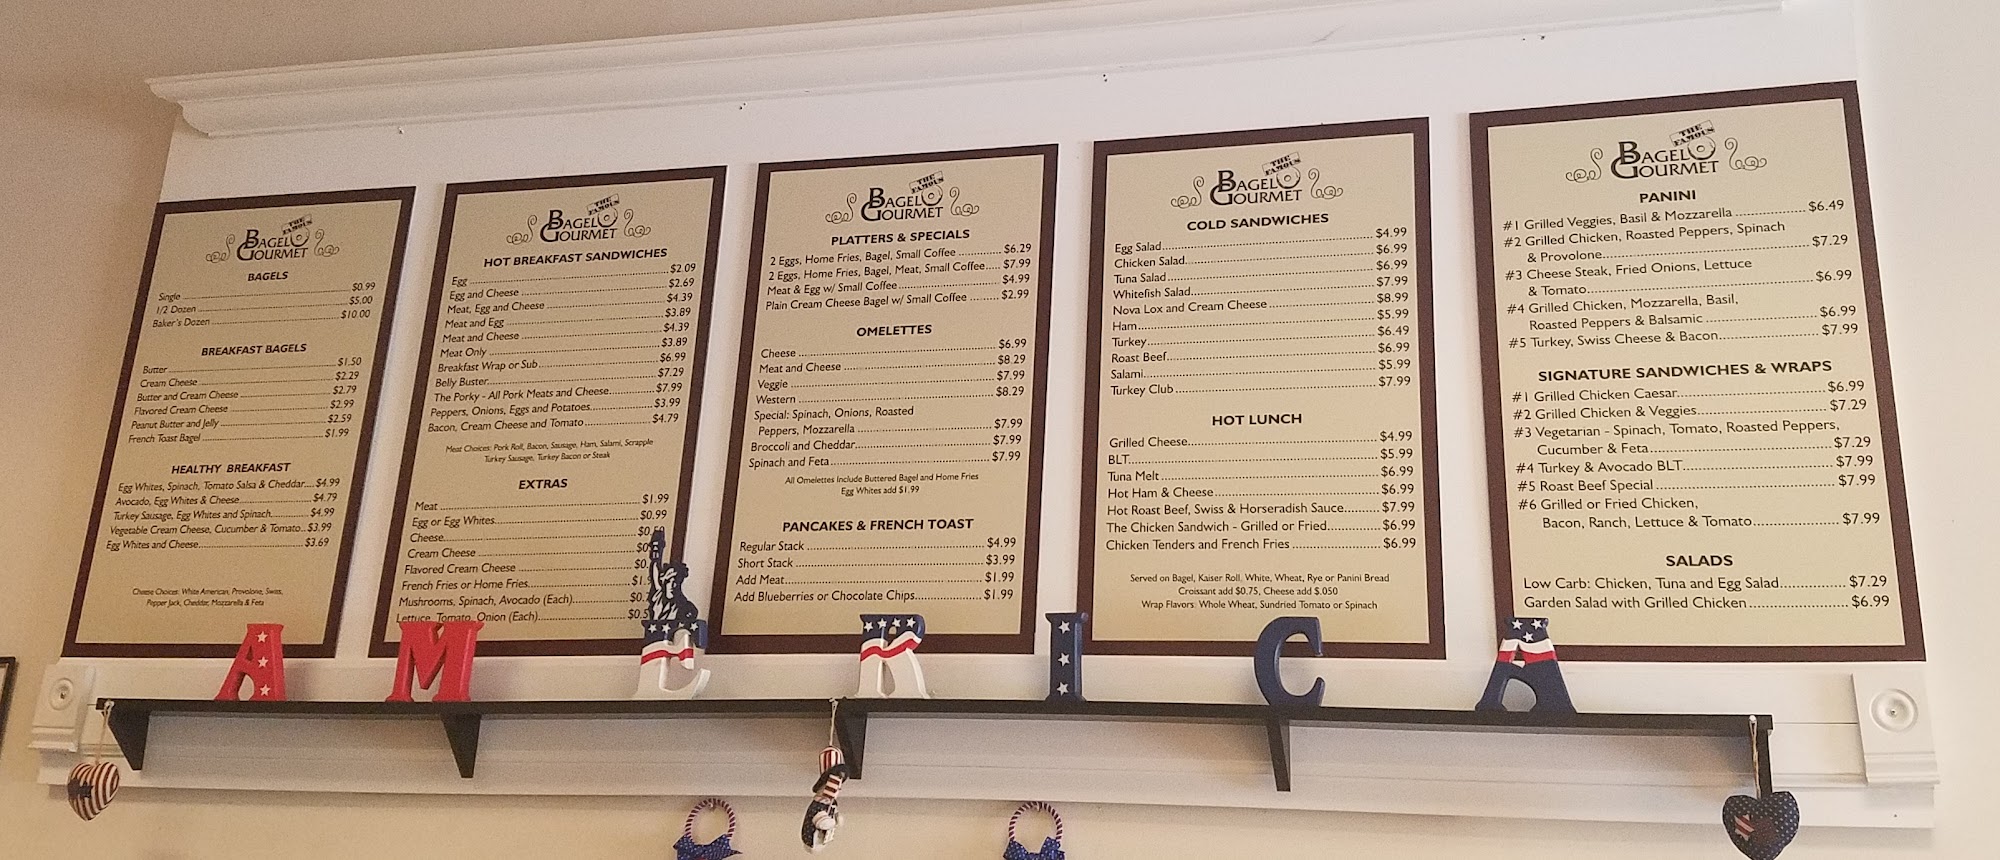 THE FAMOUS
BAGEL GOURMET
BAGELS
Single $0.99
1/2 Dozen $5.00
Baker's Dozen $10.00
BREAKFAST BAGELS
Butter $1.50
Cream Cheese $2.29
Butter and Cream Cheese $2.79
Flavored Cream Cheese $2.99
Peanut Butter and Jelly $2.59
French Toast Bagel $1.99
HEALTHY BREAKFAST
Egg Whites, Spinach, Tomato Salsa & Cheddar $4.99
Avocado, Egg Whites & Cheese $4.79
Turkey Sausage, Egg Whites and Spinach $4.99
Vegetable Cream Cheese, Cucumber & Tomato $3.99
Egg Whites and Cheese $3.69
Cheese Choices: White American, Provolone, Swiss,
Pepper Jack, Cheddar, Mozzarella & Feta
THE FAMOUS
BAGEL GOURMET
HOT BREAKFAST SANDWICHES
Egg $2.09
Egg and Cheese $2.69
Meat, Egg and Cheese $4.39
Meat and Egg $3.89
Meat and Cheese $4.39
Meat Only $3.89
Breakfast Wrap or Sub $6.99
Belly Buster $7.29
The Porky - All Pork Meats and Cheese $7.99
Peppers, Onions, Eggs and Potatoes $3.99
Bacon, Cream Cheese and Tomato $4.79
Meat Choices: Pork Roll, Bacon, Sausage, Ham, Salami, Scrapple
Turkey Sausage, Turkey Bacon or Steak
EXTRAS
Meat $1.99
Egg or Egg Whites $0.99
Cheese
Cream Cheese
Flavored Cream Cheese
French Fries or Home Fries
Mushrooms, Spinach, Avocado (Each)
Lettuce, Tomato, Onion (Each)
THE FAMOUS
BAGEL GOURMET
PLATTERS & SPECIALS
2 Eggs, Home Fries, Bagel, Small Coffee $6.29
2 Eggs, Home Fries, Bagel, Meat, Small Coffee $7.99
Meat & Egg w/ Small Coffee $4.99
Plain Cream Cheese Bagel w/ Small Coffee $2.99
OMELETTES
Cheese $6.99
Meat and Cheese $8.29
Veggie $7.99
Western $8.29
Special: Spinach, Onions, Roasted
Peppers, Mozzarella $7.99
Broccoli and Cheddar $7.99
Spinach and Feta $7.99
All Omelettes Include Buttered Bagel and Home Fries
Egg Whites add $1.99
PANCAKES & FRENCH TOAST
Regular Stack $4.99
Short Stack $3.99
Add Meat $1.99
Add Blueberries or Chocolate Chips $1.99
THE FAMOUS
BAGEL GOURMET
COLD SANDWICHES
Egg Salad $4.99
Chicken Salad $6.99
Tuna Salad $6.99
Whitefish Salad $7.99
Nova Lox and Cream Cheese $8.99
Ham $5.99
Turkey $6.49
Roast Beef $6.99
Salami $5.99
Turkey Club $7.99
HOT LUNCH
Grilled Cheese $4.99
BLT $5.99
Tuna Melt $6.99
Hot Ham & Cheese $6.99
Hot Roast Beef, Swiss & Horseradish Sauce $7.99
The Chicken Sandwich - Grilled or Fried $6.99
Chicken Tenders and French Fries $6.99
Served on Bagel, Kaiser Roll, White, Wheat, Rye or Panini Bread
Croissant add $0.75, Cheese add $.050
Wrap Flavors: Whole Wheat, Sundried Tomato or Spinach
THE FAMOUS
BAGEL GOURMET
PANINI
#1 Grilled Veggies, Basil & Mozzarella $6.49
#2 Grilled Chicken, Roasted Peppers, Spinach
& Provolone $7.29
#3 Cheese Steak, Fried Onions, Lettuce
& Tomato $6.99
#4 Grilled Chicken, Mozzarella, Basil,
Roasted Peppers & Balsamic $6.99
#5 Turkey, Swiss Cheese & Bacon $7.99
SIGNATURE SANDWICHES & WRAPS
#1 Grilled Chicken Caesar $6.99
#2 Grilled Chicken & Veggies $7.29
#3 Vegetarian - Spinach, Tomato, Roasted Peppers,
Cucumber & Feta $7.29
#4 Turkey & Avocado BLT $7.99
#5 Roast Beef Special $7.99
#6 Grilled or Fried Chicken,
Bacon, Ranch, Lettuce & Tomato $7.99
SALADS
Low Carb: Chicken, Tuna and Egg Salad $7.29
Garden Salad with Grilled Chicken $6.99
AMERICA